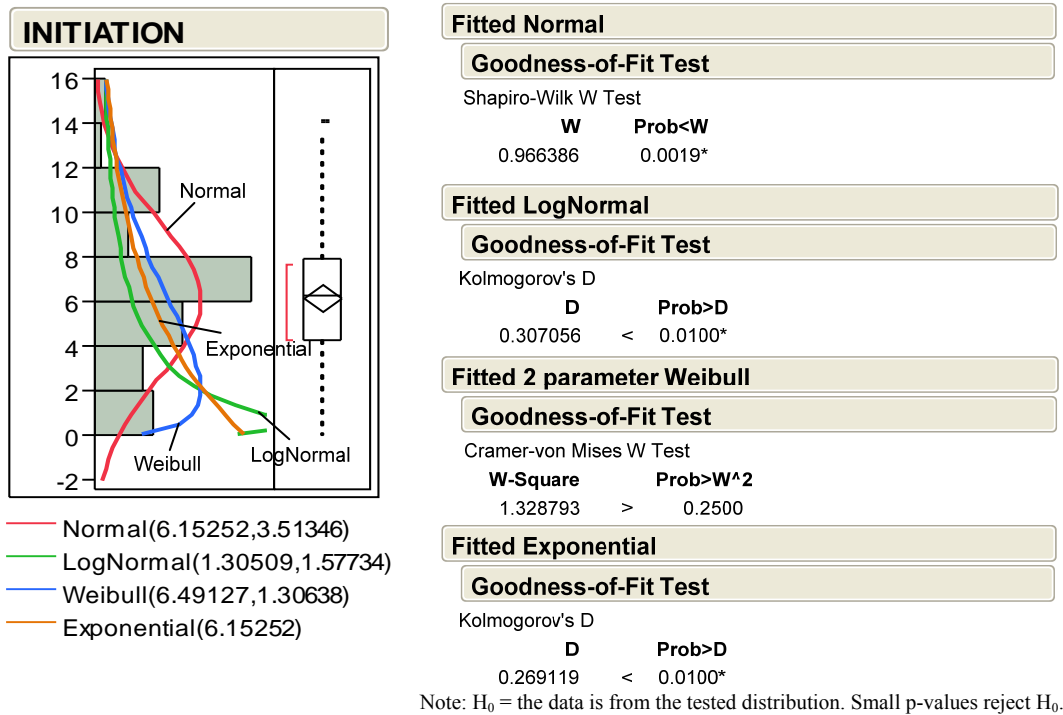 INITIATION
16
14
12
10
8
6
4
2
0
-2
Normal
Exponential
Weibull
LogNormal
Normal(6.15252,3.51346)
LogNormal(1.30509,1.57734)
Weibull(6.49127,1.30638)
Exponential(6.15252)
Fitted Normal
Goodness-of-Fit Test
Shapiro-Wilk W Test
W Prob<W
0.966386 0.0019*
Fitted LogNormal
Goodness-of-Fit Test
Kolmogorov's D
D Prob>D
0.307056 < 0.0100*
Fitted 2 parameter Weibull
Goodness-of-Fit Test
Cramer-von Mises W Test
W-Square Prob>W^2
1.328793 > 0.2500
Fitted Exponential
Goodness-of-Fit Test
Kolmogorov's D
D Prob>D
0.269119 < 0.0100*
Note: H₀ = the data is from the tested distribution. Small p-values reject H₀.